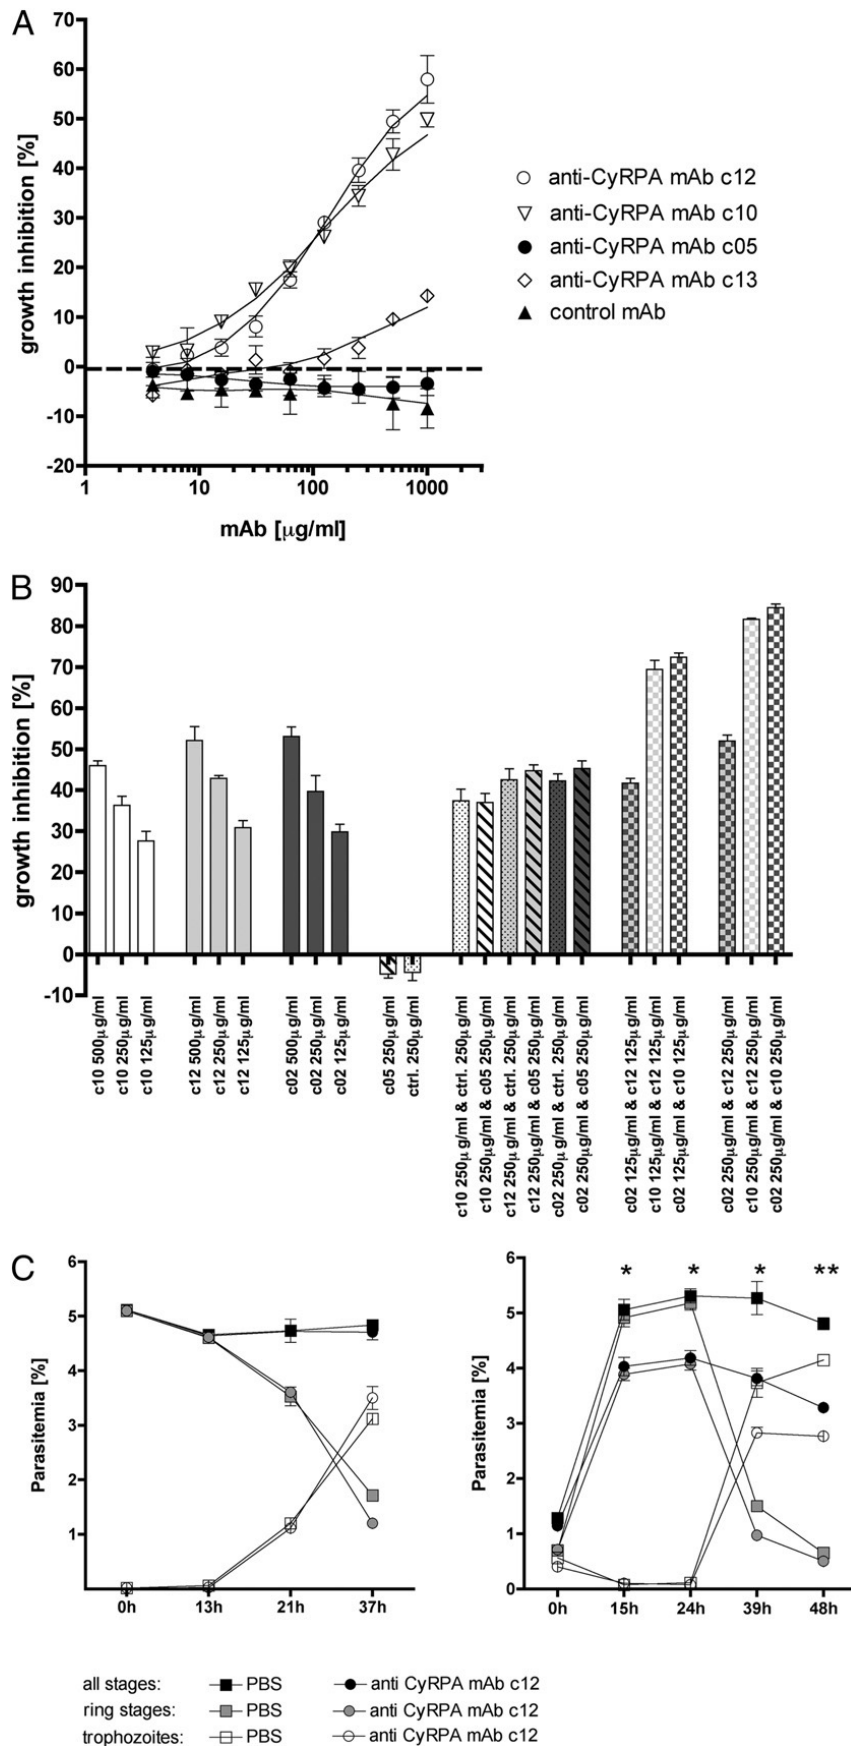 A
growth inhibition [%]
70
60
50
40
30
20
10
0
-10
-20
1 10 100 1000
mAb [μg/ml]
anti-CyRPA mAb c12
anti-CyRPA mAb c10
anti-CyRPA mAb c05
anti-CyRPA mAb c13
control mAb
B
growth inhibition [%]
90
80
70
60
50
40
30
20
10
0
-10
c10 500μg/ml
c10 250μg/ml
c10 125μg/ml
c12 500μg/ml
c12 250μg/ml
c12 125μg/ml
c02 500μg/ml
c02 250μg/ml
c02 125μg/ml
c05 250μg/ml
ctrl. 250μg/ml
c10 250μg/ml & ctrl. 250μg/ml
c10 250μg/ml & c05 250μg/ml
c12 250μg/ml & ctrl. 250μg/ml
c12 250μg/ml & c05 250μg/ml
c02 250μg/ml & ctrl. 250μg/ml
c02 250μg/ml & c05 250μg/ml
c02 125μg/ml & c12 125μg/ml
c10 125μg/ml & c12 125μg/ml
c02 125μg/ml & c10 125μg/ml
c02 250μg/ml & c12 250μg/ml
c10 250μg/ml & c12 250μg/ml
c02 250μg/ml & c10 250μg/ml
C
Parasitemia [%]
6
5
4
3
2
1
0h 13h 21h 37h
Parasitemia [%]
6
5
4
3
2
1
0
* * * **
0h 15h 24h 39h 48h
all stages: PBS anti CyRPA mAb c12
ring stages: PBS anti CyRPA mAb c12
trophozoites: PBS anti CyRPA mAb c12